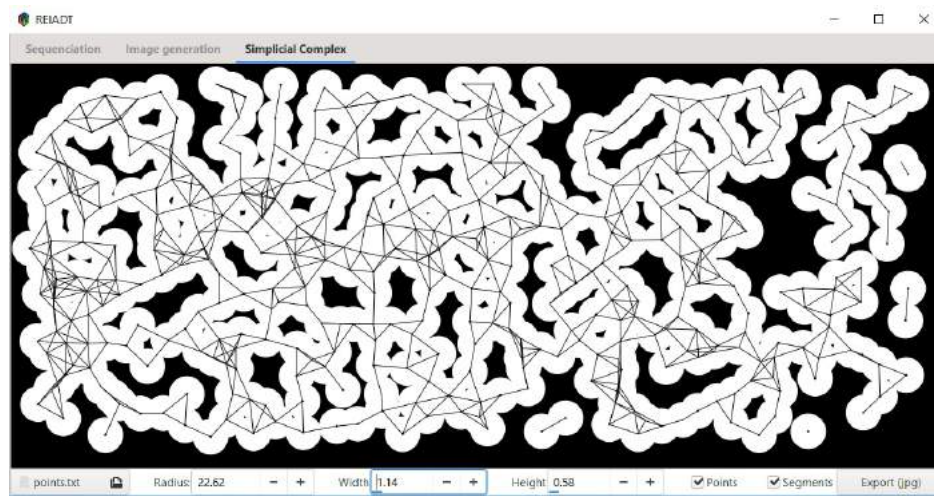 REIADT
Sequenciation Image generation Simplicial Complex
points.txt Radius: 22.62 − + Width 1.14 − + Height 0.58 − + Points Segments Export (jpg)